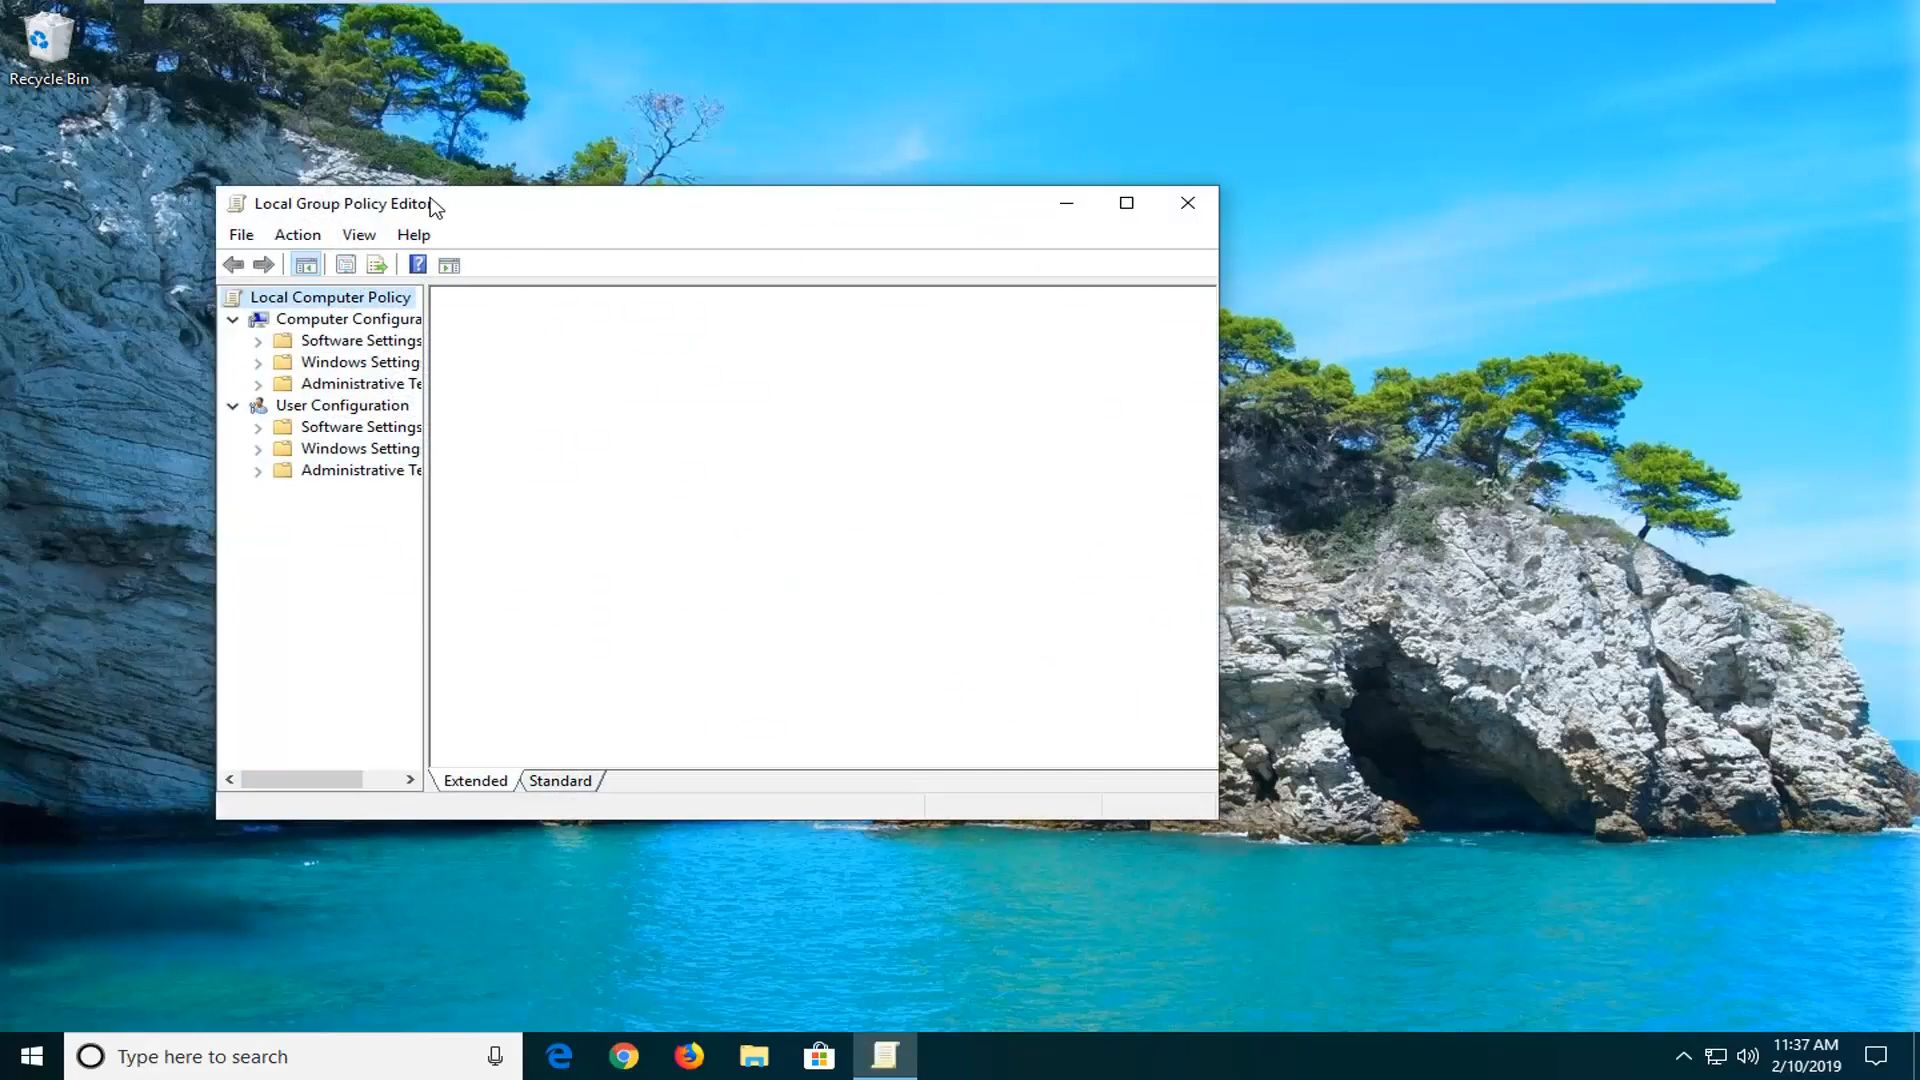 Recycle Bin
Local Group Policy Editor
File Action View Help
Local Computer Policy
Computer Configura
Software Settings
Windows Setting
Administrative Te
User Configuration
Software Settings
Windows Setting
Administrative Te
Extended Standard
Type here to search
11:37 AM
2/10/2019